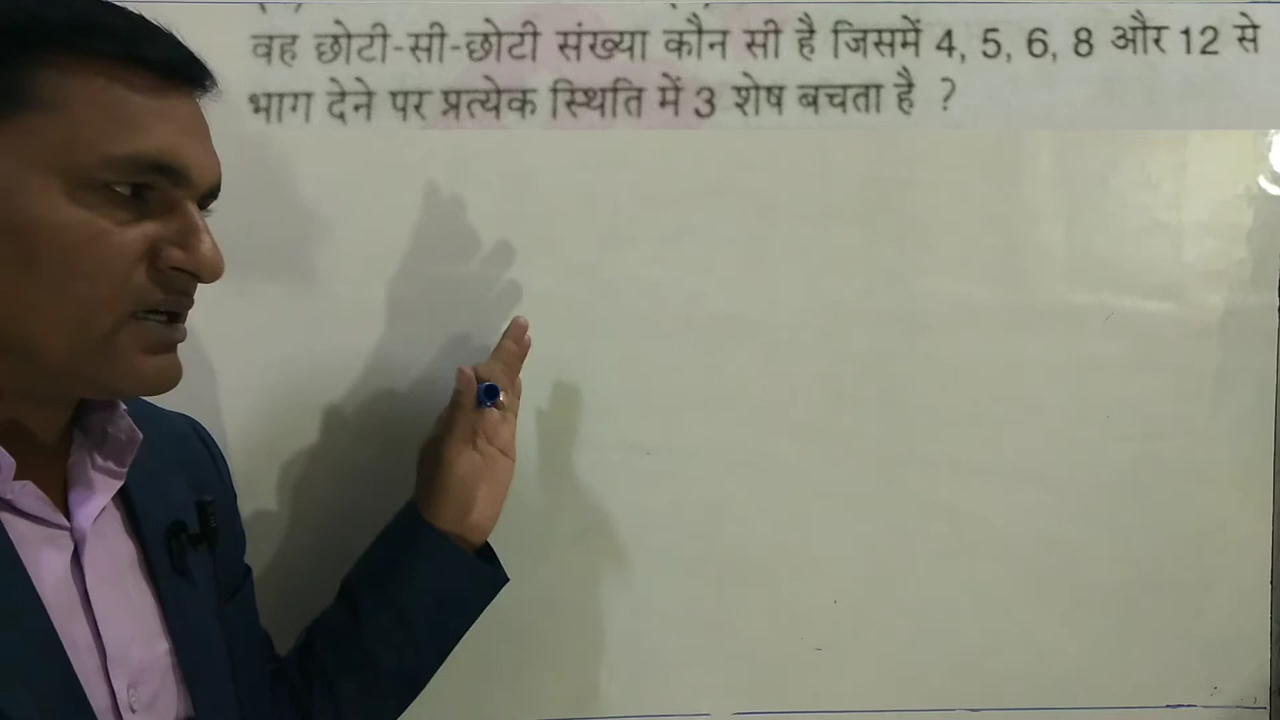 वह छोटी-सी-छोटी संख्या कौन सी है जिसमें 4, 5, 6, 8 और 12 से
भाग देने पर प्रत्येक स्थिति में 3 शेष बचता है ?